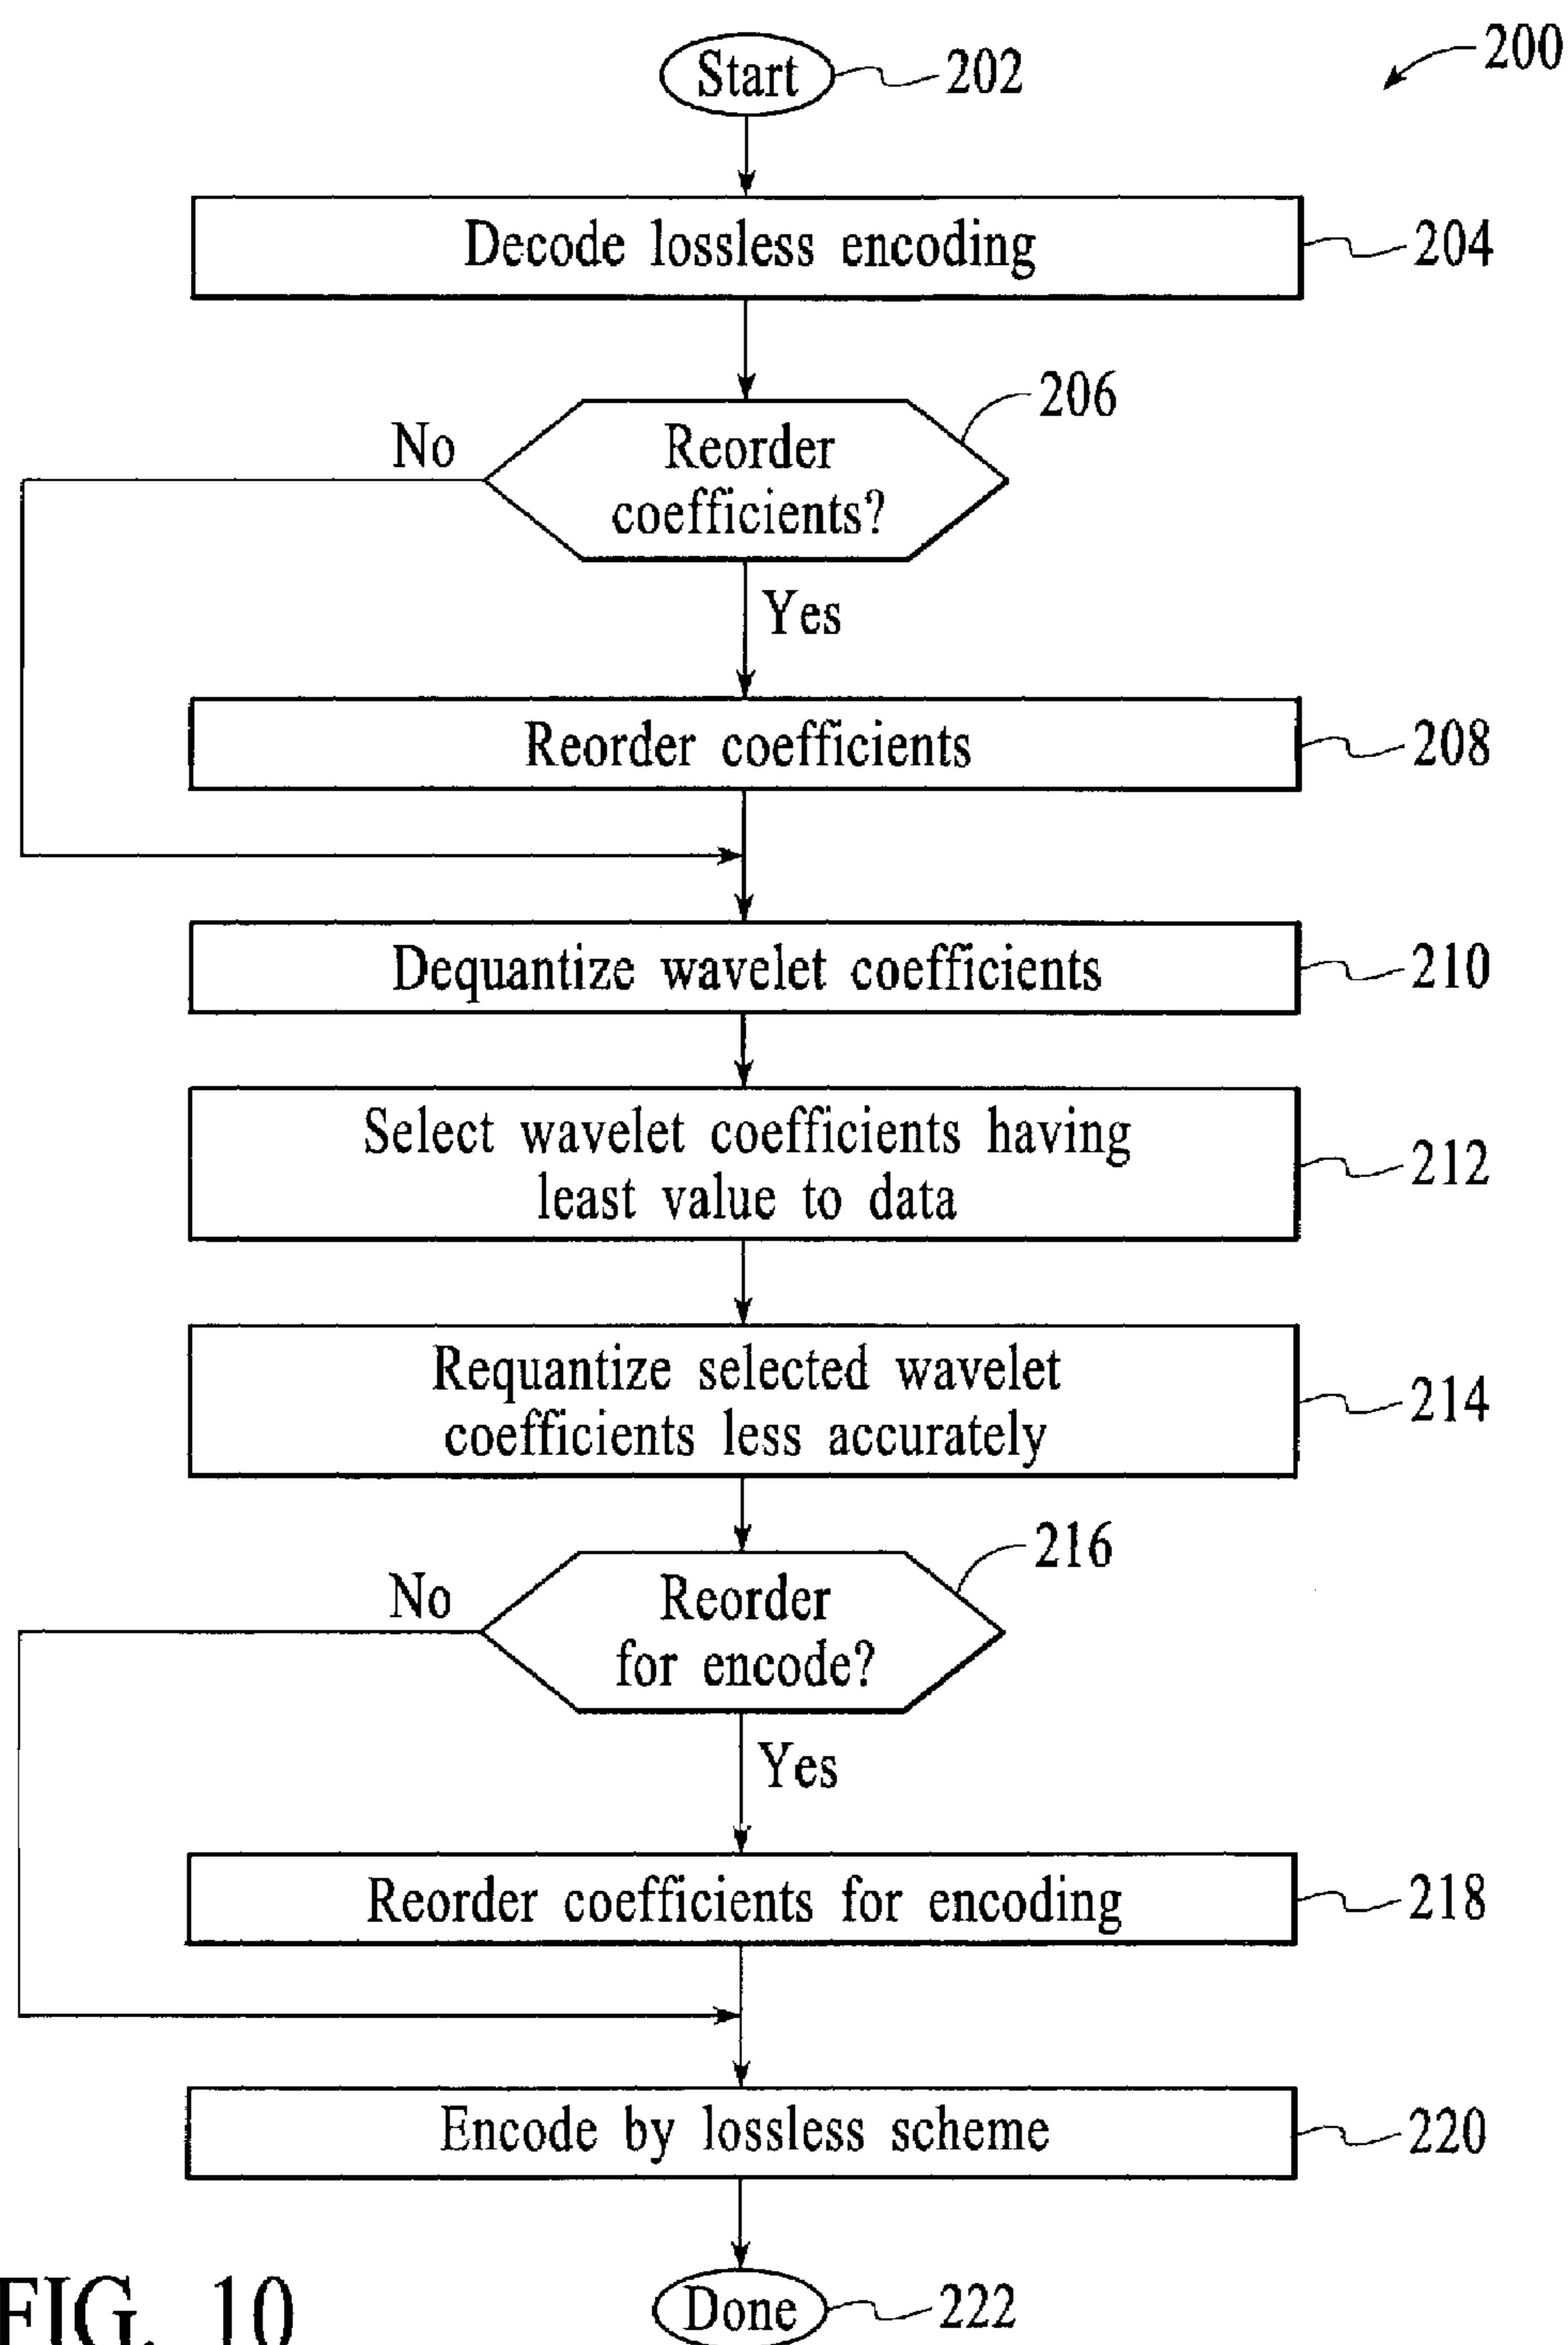 200
Start
202
Decode lossless encoding
204
206
No
Reorder
coefficients?
Yes
Reorder coefficients
208
Dequantize wavelet coefficients
210
Select wavelet coefficients having
least value to data
212
Requantize selected wavelet
coefficients less accurately
214
216
No
Reorder
for encode?
Yes
Reorder coefficients for encoding
218
Encode by lossless scheme
220
Done
222
FIG. 10